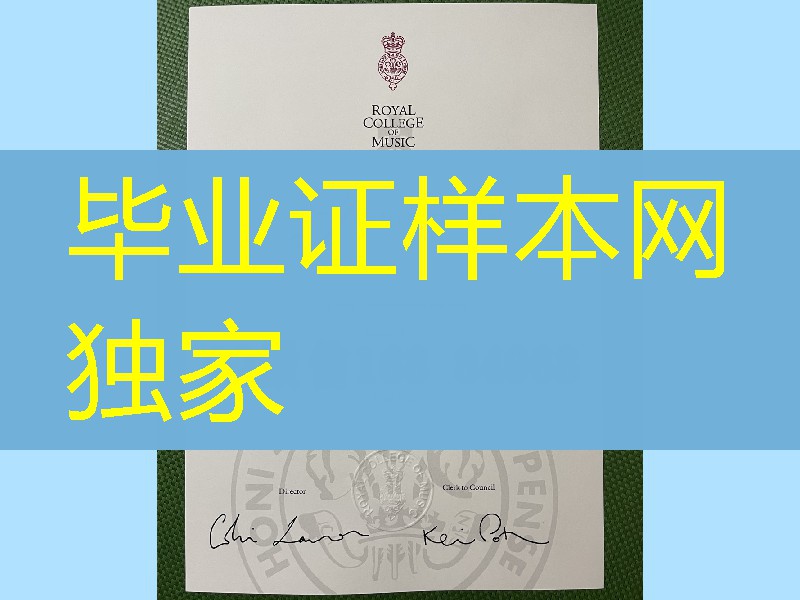 ROYAL
COLLEGE
OF
MUSIC
毕业证样本网
独家
Director
Clerk to Council